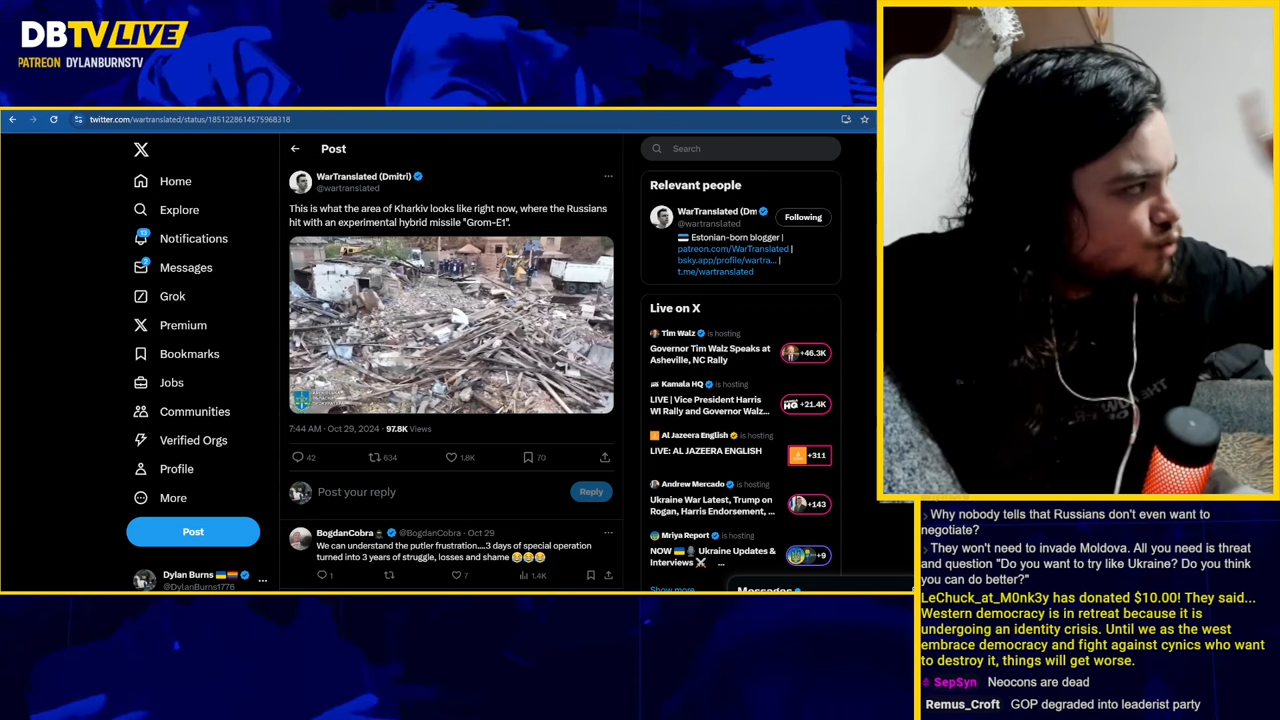 DBTV LIVE
PATREON DYLANBURNSTV
twitter.com/wartranslated/status/1851228614575968318
X
Home
Explore
13
Notifications
2
Messages
Grok
Premium
Bookmarks
Jobs
Communities
Verified Orgs
Profile
More
Post
Dylan Burns
@DylanBurns1776
Post
WarTranslated (Dmitri)
@wartranslated
This is what the area of Kharkiv looks like right now, where the Russians
hit with an experimental hybrid missile "Grom-E1".
7:44 AM · Oct 29, 2024 · 97.8K Views
42 634 1.8K 70
Post your reply
Reply
BogdanCobra @BogdanCobra · Oct 29
We can understand the putler frustration....3 days of special operation
turned into 3 years of struggle, loses and shame 😂😂😂
1 7 1.4K
Search
Relevant people
WarTranslated (Dm
@wartranslated
Following
Estonian-born blogger |
patreon.com/WarTranslated |
bsky.app/profile/wartra... |
t.me/wartranslated
Live on X
Tim Walz is hosting
Governor Tim Walz Speaks at
Asheville, NC Rally
+46.3K
Kamala HQ is hosting
LIVE | Vice President Harris
WI Rally and Governor Walz...
HQ +21.4K
Al Jazeera English is hosting
LIVE: AL JAZEERA ENGLISH
+311
Andrew Mercado is hosting
Ukraine War Latest, Trump on
Rogan, Harris Endorsement, ...
+143
Mriya Report is hosting
NOW Ukraine Updates &
Interviews ...
+9
Show more
Messages
Why nobody tells that Russians don't even want to
negotiate?
They won't need to invade Moldova. All you need is threat
and question "Do you want to try like Ukraine? Do you think
you can do better?"
LeChuck_at_M0nk3y has donated $10.00! They said...
Western democracy is in retreat because it is
undergoing an identity crisis. Until we as the west
embrace democracy and fight against cynics who want
to destroy it, things will get worse.
SepSyn Neocons are dead
Remus_Croft GOP degraded into leaderist party